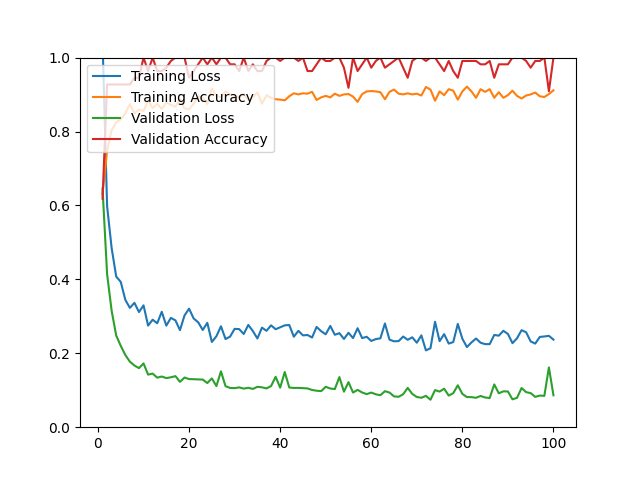 1.0
0.8
0.6
0.4
0.2
0.0
0 20 40 60 80 100
Training Loss
Training Accuracy
Validation Loss
Validation Accuracy